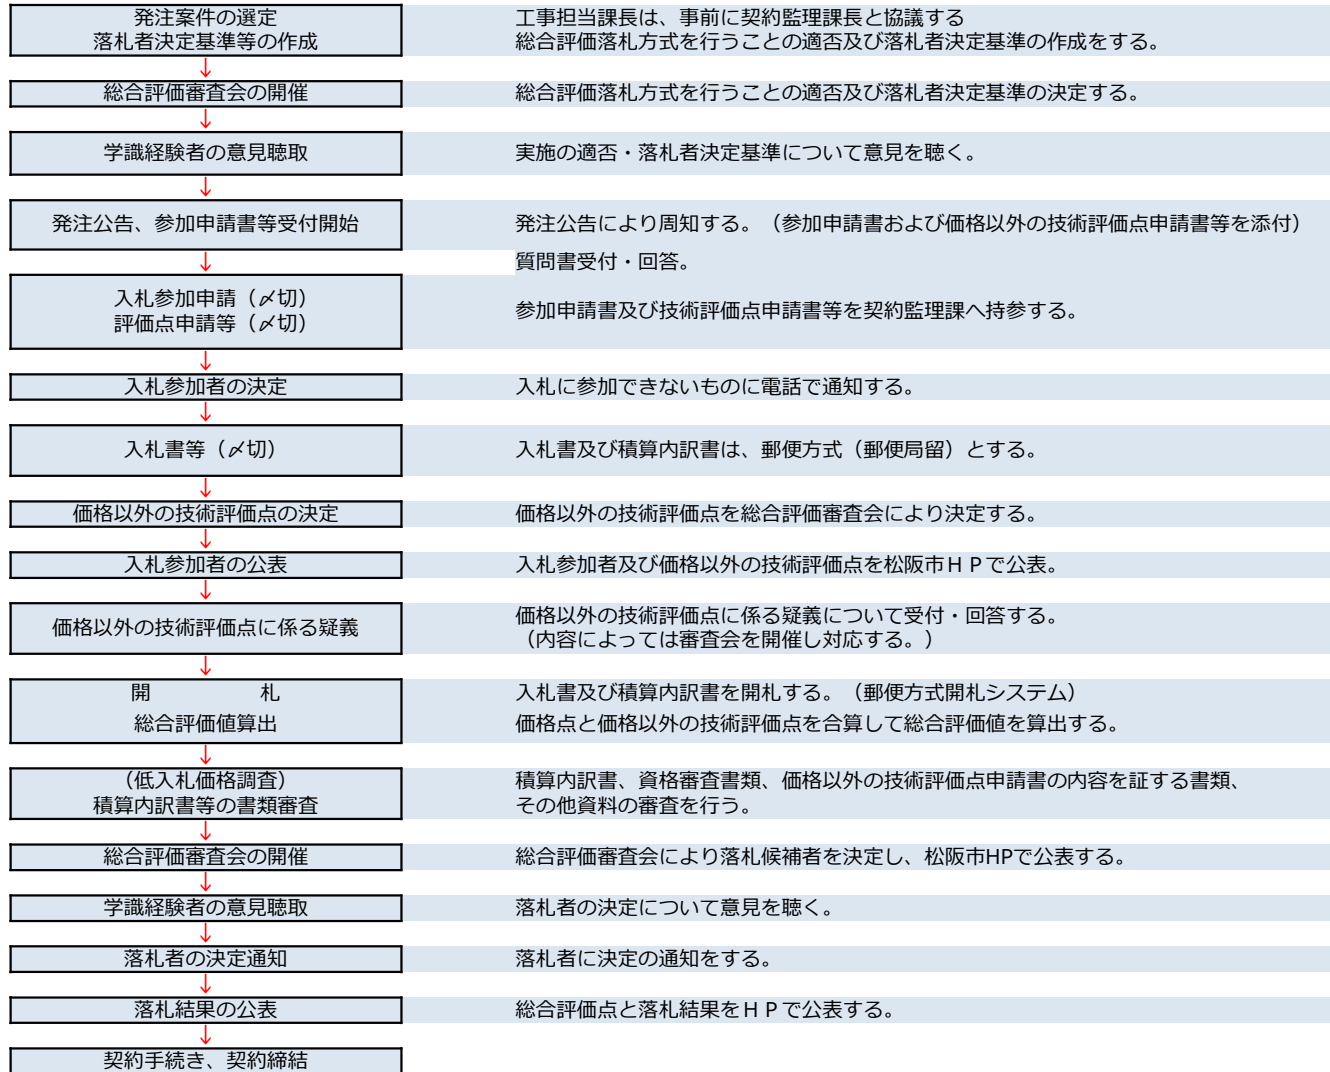 発注案件の選定
落札者決定基準等の作成
工事担当課長は、事前に契約監理課長と協議する
総合評価落札方式を行うことの適否及び落札者決定基準の作成をする。
↓
総合評価審査会の開催
総合評価落札方式を行うことの適否及び落札者決定基準の決定する。
↓
学識経験者の意見聴取
実施の適否・落札者決定基準について意見を聴く。
↓
発注公告、参加申請書等受付開始
発注公告により周知する。（参加申請書および価格以外の技術評価点申請書等を添付）
↓
質問書受付・回答。
入札参加申請（〆切）
評価点申請等（〆切）
参加申請書及び技術評価点申請書等を契約監理課へ持参する。
↓
入札参加者の決定
入札に参加できないものに電話で通知する。
↓
入札書等（〆切）
入札書及び積算内訳書は、郵便方式（郵便局留）とする。
↓
価格以外の技術評価点の決定
価格以外の技術評価点を総合評価審査会により決定する。
↓
入札参加者の公表
入札参加者及び価格以外の技術評価点を松阪市ＨＰで公表。
↓
価格以外の技術評価点に係る疑義
価格以外の技術評価点に係る疑義について受付・回答する。
（内容によっては審査会を開催し対応する。）
↓
開　　　　　札
入札書及び積算内訳書を開札する。（郵便方式開札システム）
総合評価値算出
価格点と価格以外の技術評価点を合算して総合評価値を算出する。
↓
（低入札価格調査）
積算内訳書等の書類審査
積算内訳書、資格審査書類、価格以外の技術評価点申請書の内容を証する書類、
その他資料の審査を行う。
↓
総合評価審査会の開催
総合評価審査会により落札候補者を決定し、松阪市HPで公表する。
↓
学識経験者の意見聴取
落札者の決定について意見を聴く。
↓
落札者の決定通知
落札者に決定の通知をする。
↓
落札結果の公表
総合評価点と落札結果をＨＰで公表する。
↓
契約手続き、契約締結